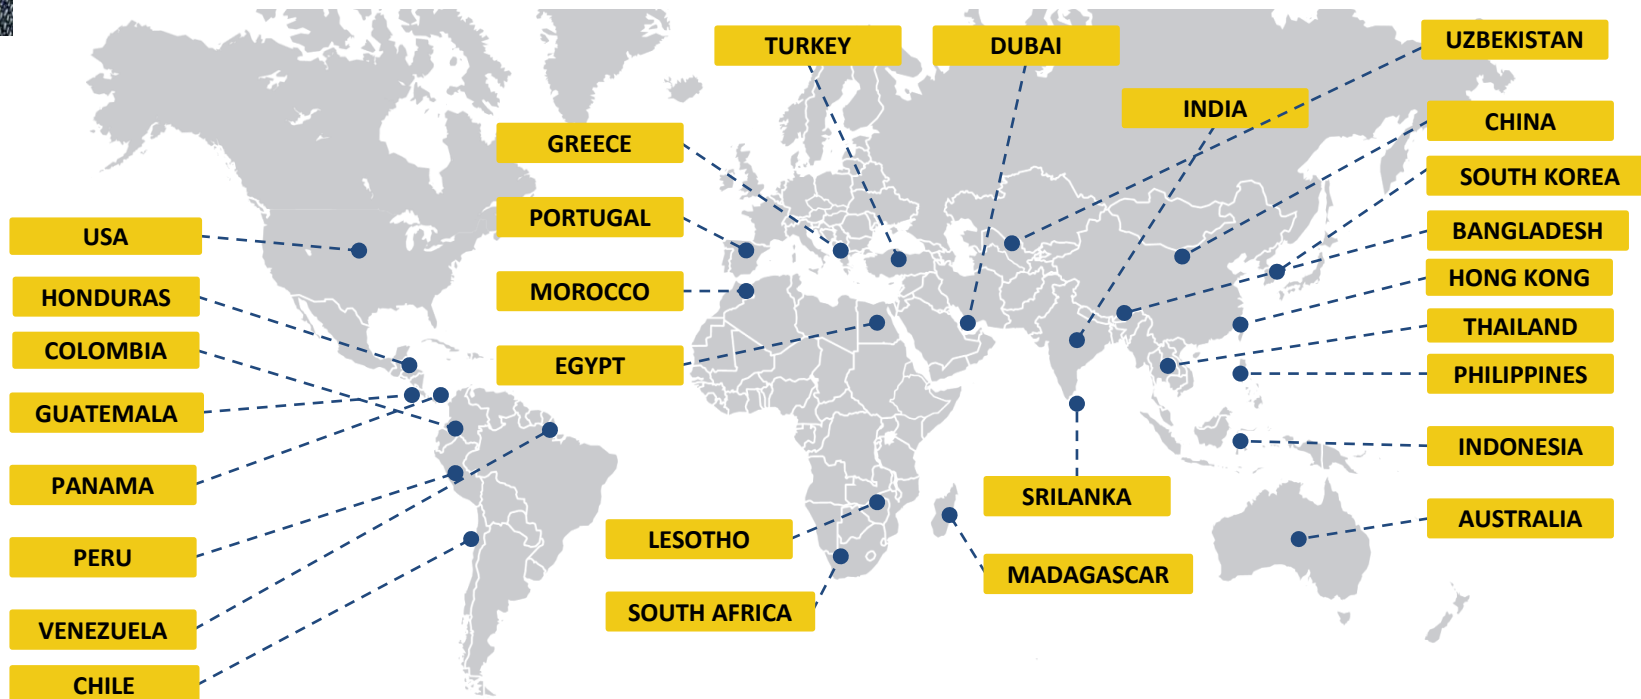 TURKEY
DUBAI
UZBEKISTAN
INDIA
CHINA
GREECE
SOUTH KOREA
PORTUGAL
USA
BANGLADESH
MOROCCO
HONDURAS
HONG KONG
THAILAND
COLOMBIA
EGYPT
PHILIPPINES
GUATEMALA
INDONESIA
PANAMA
SRILANKA
AUSTRALIA
LESOTHO
PERU
MADAGASCAR
SOUTH AFRICA
VENEZUELA
CHILE